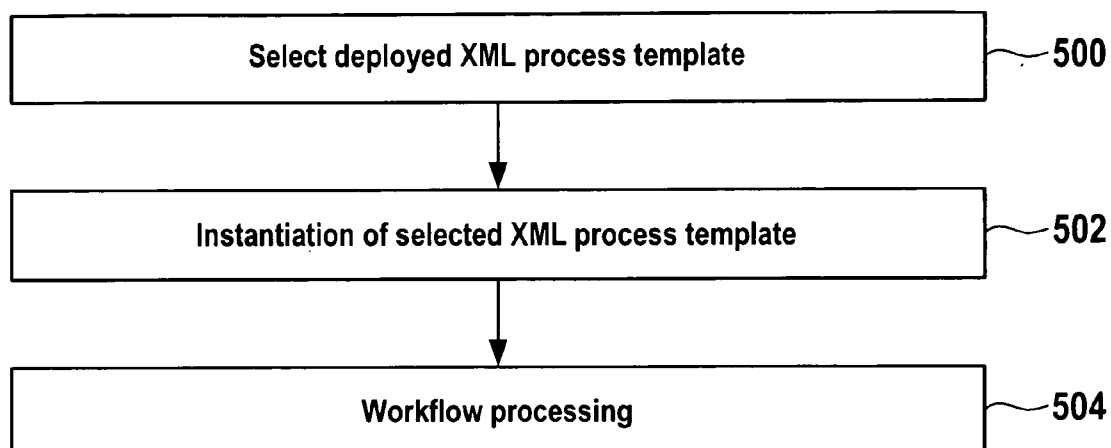 Select deployed XML process template
500
Instantiation of selected XML process template
502
Workflow processing
504